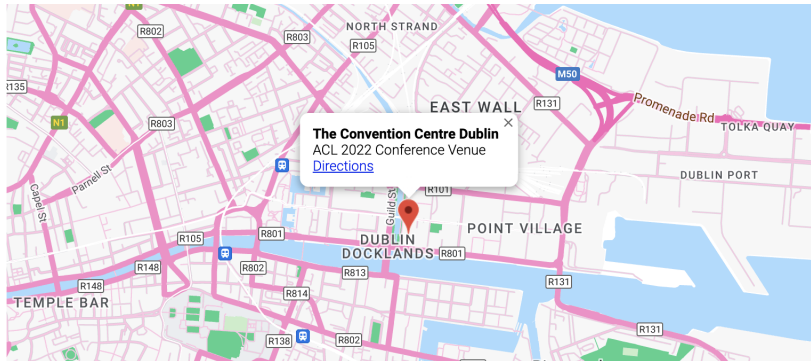 NORTH STRAND
R802
R803
N1
R105
M50
R135
EAST WALL
R131
Promenade Rd
R803
N1
TOLKA QUAY
The Convention Centre Dublin
ACL 2022 Conference Venue
Directions
Parnell St
DUBLIN PORT
Capel St
R101
Guild St
POINT VILLAGE
R105
R801
DUBLIN
DOCKLANDS
R801
R148
R802
R813
R148
R131
TEMPLE BAR
R814
R138
R802
R131